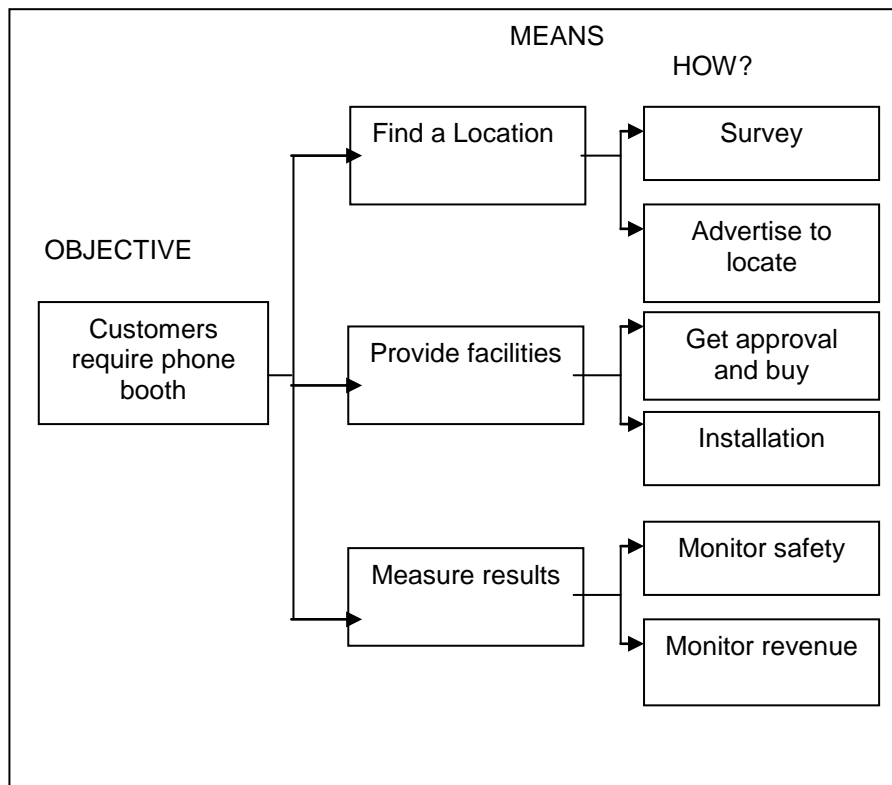 MEANS
HOW?
Find a Location
Survey
Advertise to
locate
OBJECTIVE
Customers
require phone
booth
Provide facilities
Get approval
and buy
Installation
Measure results
Monitor safety
Monitor revenue